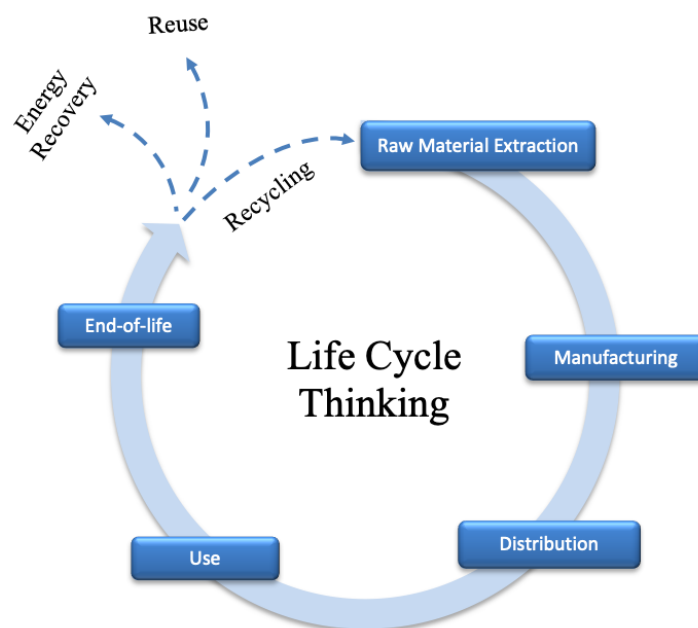 Reuse
Energy
Recovery
Recycling
Raw Material Extraction
Manufacturing
Distribution
Use
End-of-life
Life Cycle
Thinking